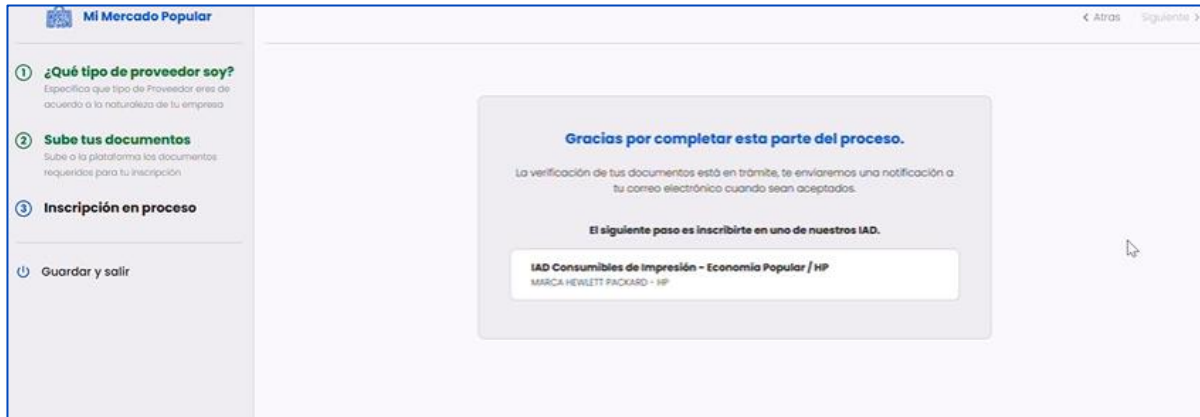 Mi Mercado Popular
< Atras Siguiente >
① ¿Qué tipo de proveedor soy?
Especifica que tipo de Proveedor eres de
acuerdo a la naturaleza de tu empresa
② Sube tus documentos
Sube a la plataforma los documentos
requeridos para tu inscripción
③ Inscripción en proceso
Guardar y salir
Gracias por completar esta parte del proceso.
La verificación de tus documentos está en trámite, te enviaremos una notificación a
tu correo electrónico cuando sean aceptados.
El siguiente paso es inscribirte en uno de nuestros IAD.
IAD Consumibles de Impresión - Economía Popular / HP
MARCA HEWLETT PACKARD - HP